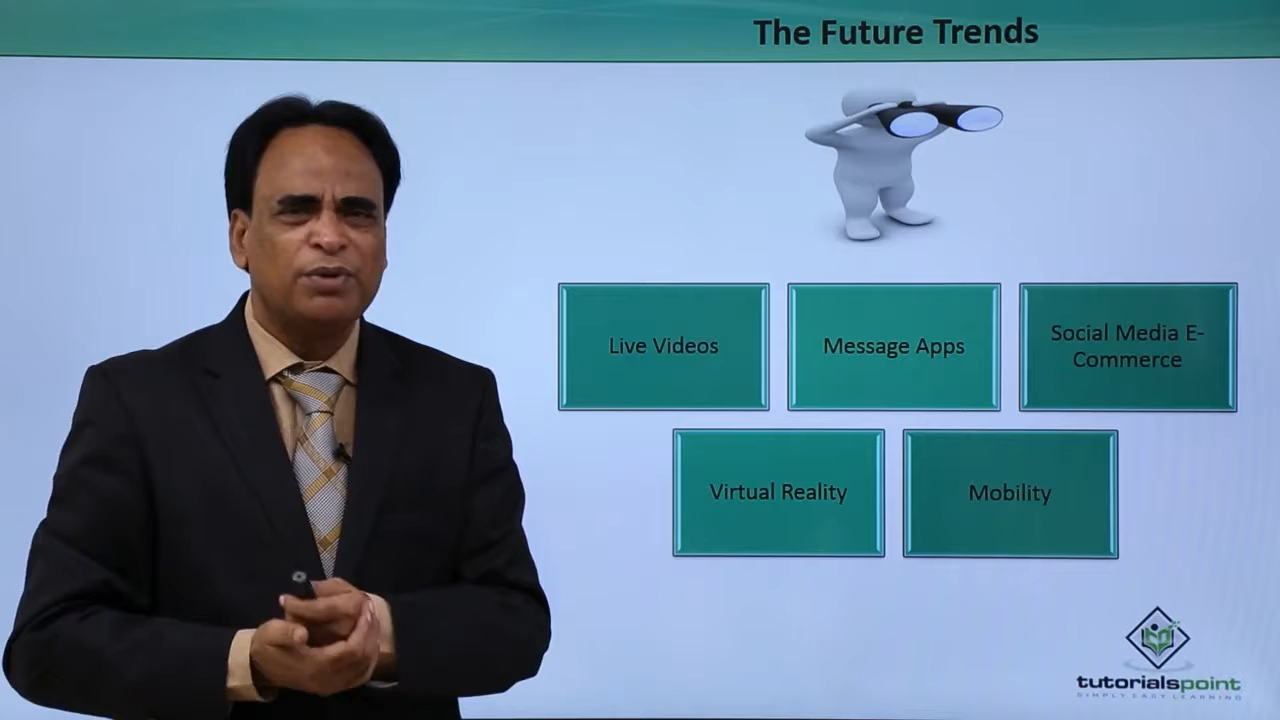 The Future Trends
Live Videos
Message Apps
Social Media E-
Commerce
Virtual Reality
Mobility
tutorialspoint
SIMPLY EASY LEARNING